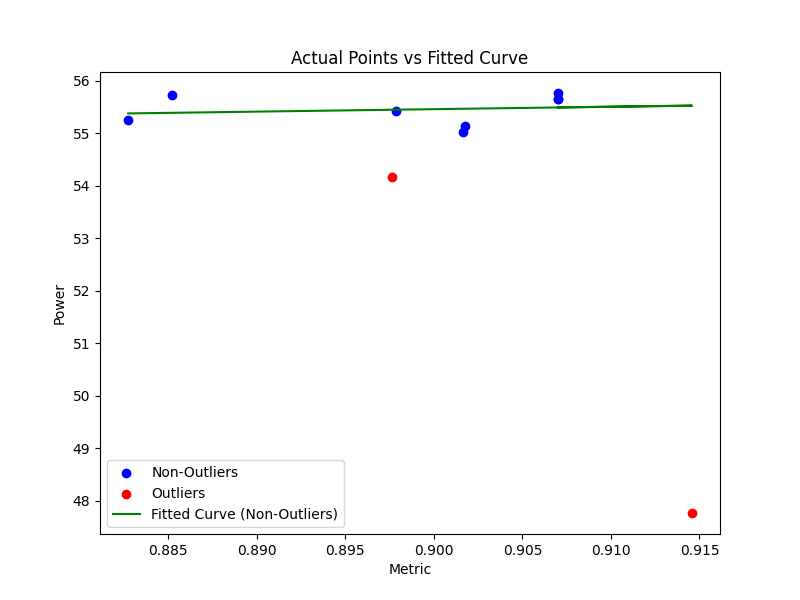 Actual Points vs Fitted Curve
56
55
54
53
52
51
50
49
48
Power
Non-Outliers
Outliers
Fitted Curve (Non-Outliers)
0.885
0.890
0.895
0.900
0.905
0.910
0.915
Metric